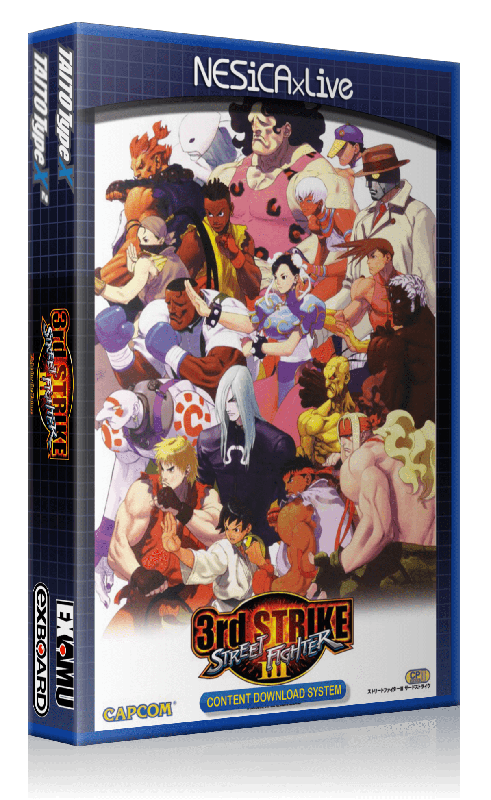 NESiCAxLive
TAITO Type X
TAITO Type X²
3rd STRIKE
STREET FIGHTER
III
EXAMU
EXBOARD
3rd STRIKE
STREET FIGHTER
III
CONTENT DOWNLOAD SYSTEM
CAPCOM
ストリートファイターⅢ サードストライク